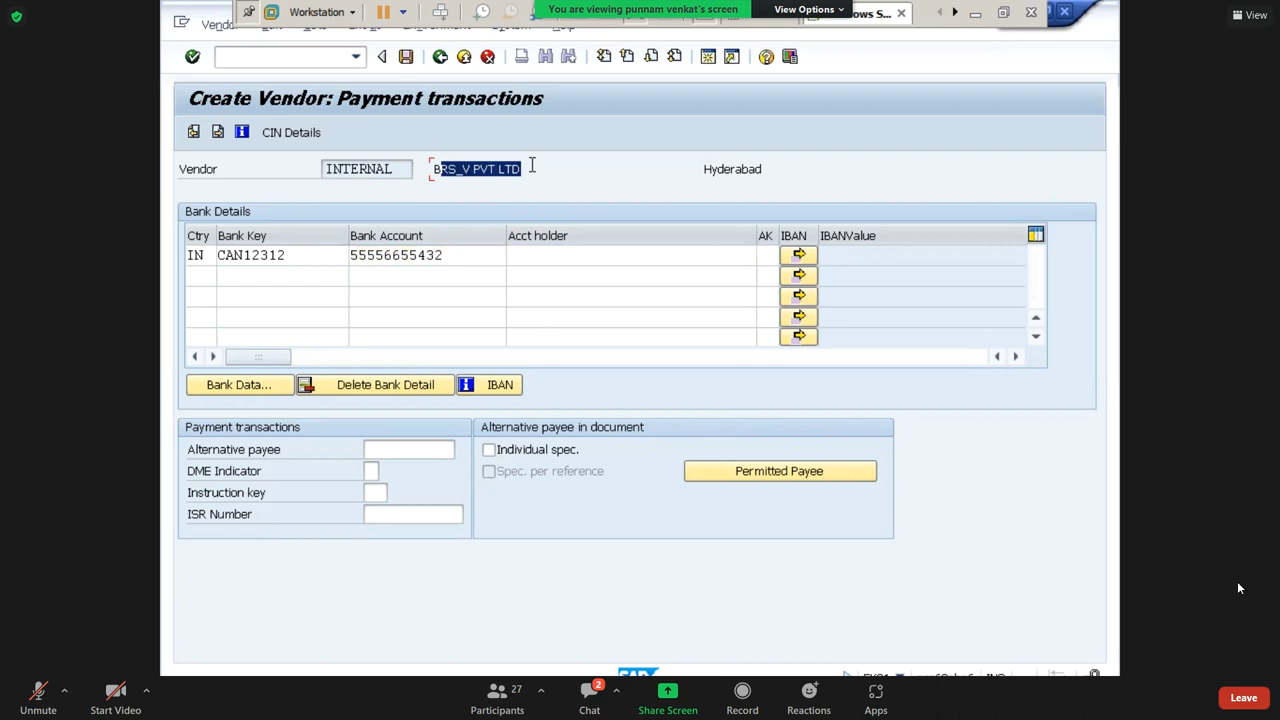 Workstation
You are viewing punnam venkat's screen
View Options
View
Create Vendor: Payment transactions
CIN Details
Vendor INTERNAL BRS_V PVT LTD Hyderabad
Bank Details
Ctry Bank Key Bank Account Acct holder AK IBAN IBANValue
IN CAN12312 55556655432
Bank Data... Delete Bank Detail IBAN
Payment transactions Alternative payee in document
Alternative payee Individual spec.
DME Indicator Spec. per reference Permitted Payee
Instruction key
ISR Number
27 2
Unmute Start Video Participants Chat Share Screen Record Reactions Apps Leave